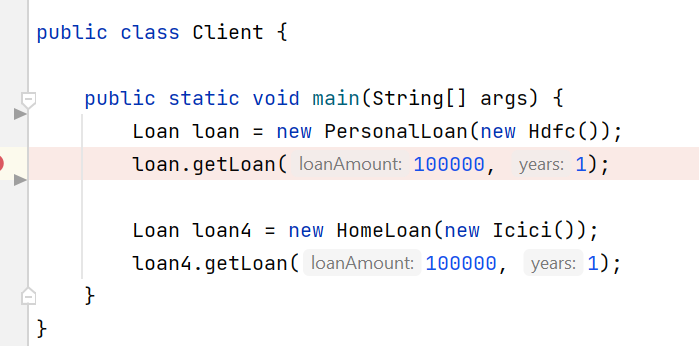 public class Client {
public static void main(String[] args) {
Loan loan = new PersonalLoan(new Hdfc());
loan.getLoan( loanAmount: 100000, years: 1);
Loan loan4 = new HomeLoan(new Icici());
loan4.getLoan( loanAmount: 100000, years: 1);
}
}